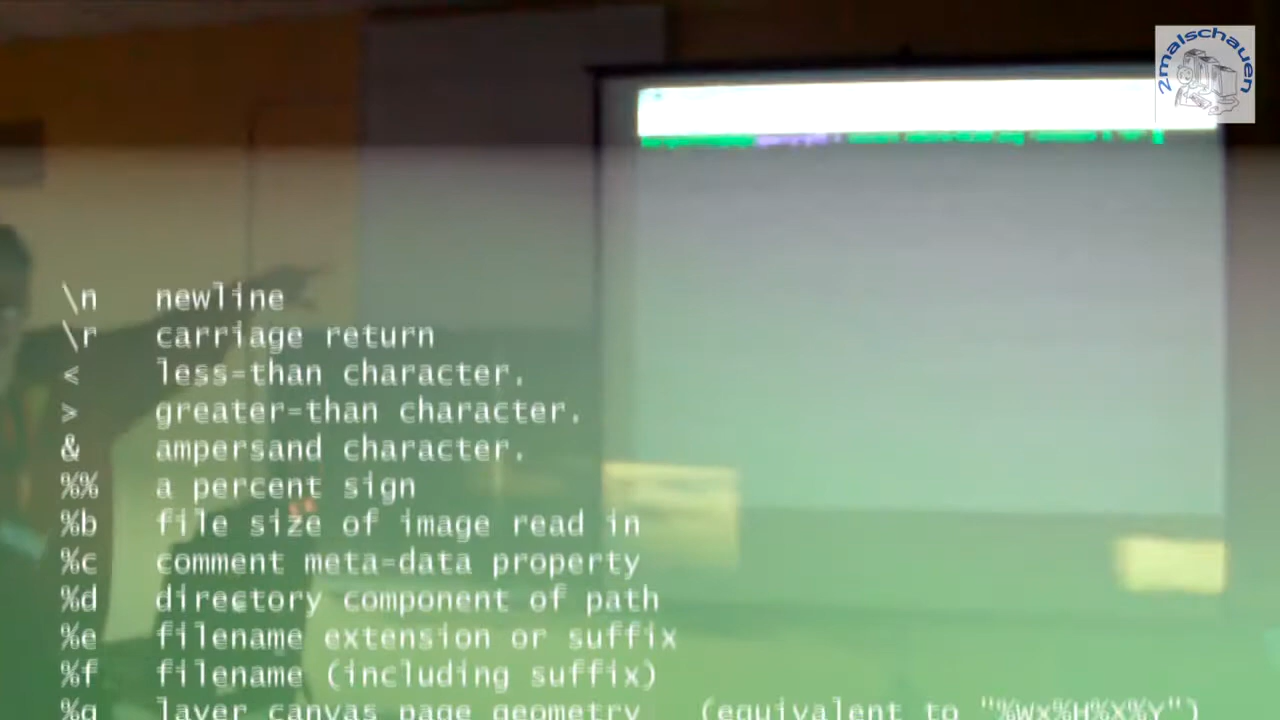 2malschauen
\n newline
\r carriage return
< less-than character.
> greater-than character.
& ampersand character.
%% a percent sign
%b file size of image read in
%c comment meta-data property
%d directory component of path
%e filename extension or suffix
%f filename (including suffix)
%g layer canvas page geometry (equivalent to "%Wx%H%X%Y")